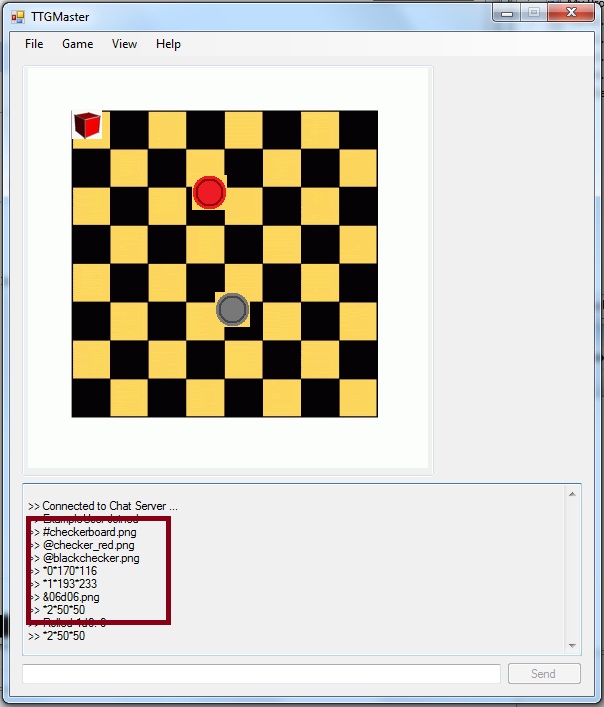 TTGMaster
File Game View Help
>> Connected to Chat Server ...
>> ExampleUser Joined
>> #checkerboard.png
>> @checker_red.png
>> @blackchecker.png
>> *0*170*116
>> *1*193*233
>> &06d06.png
>> *2*50*50
>> Rolled 1d6: 6
>> *2*50*50
Send